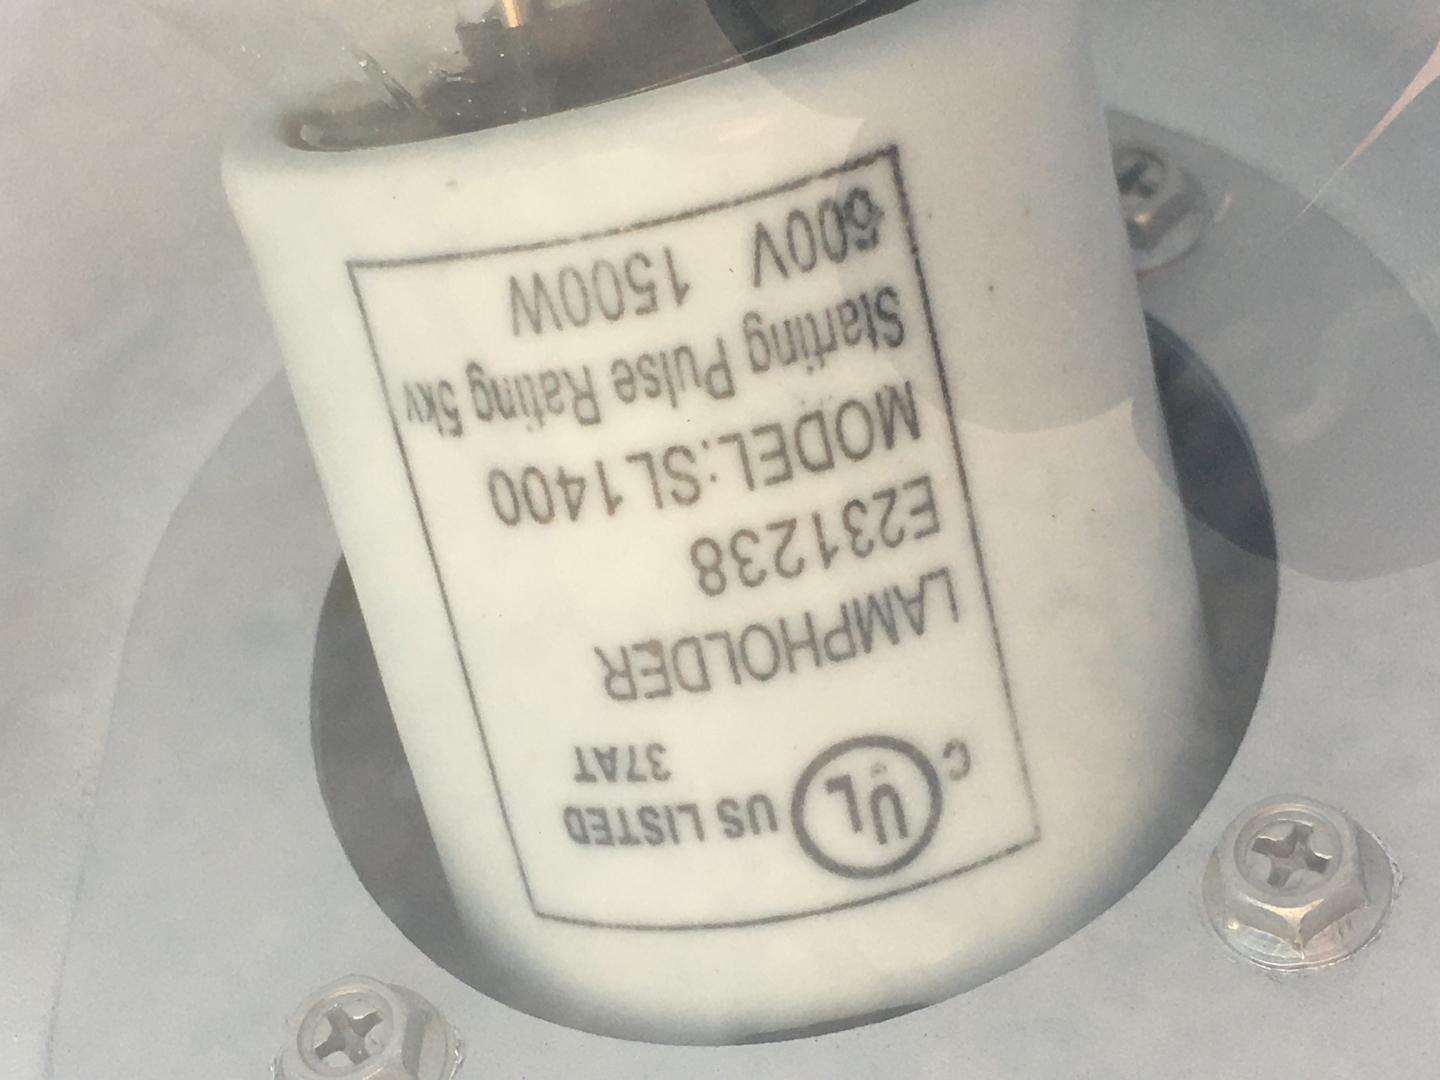 C UL US LISTED
37AT
LAMPHOLDER
E231238
MODEL:SL1400
Starting Pulse Rating 5kv
600V 1500W